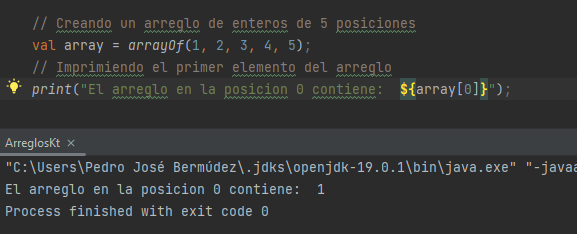 // Creando un arreglo de enteros de 5 posiciones
val array = arrayOf(1, 2, 3, 4, 5);
// Imprimiendo el primer elemento del arreglo
print("El arreglo en la posicion 0 contiene:  ${array[0]}");
ArreglosKt ×
"C:\Users\Pedro José Bermúdez\.jdks\openjdk-19.0.1\bin\java.exe" "-javaa
El arreglo en la posicion 0 contiene:  1
Process finished with exit code 0